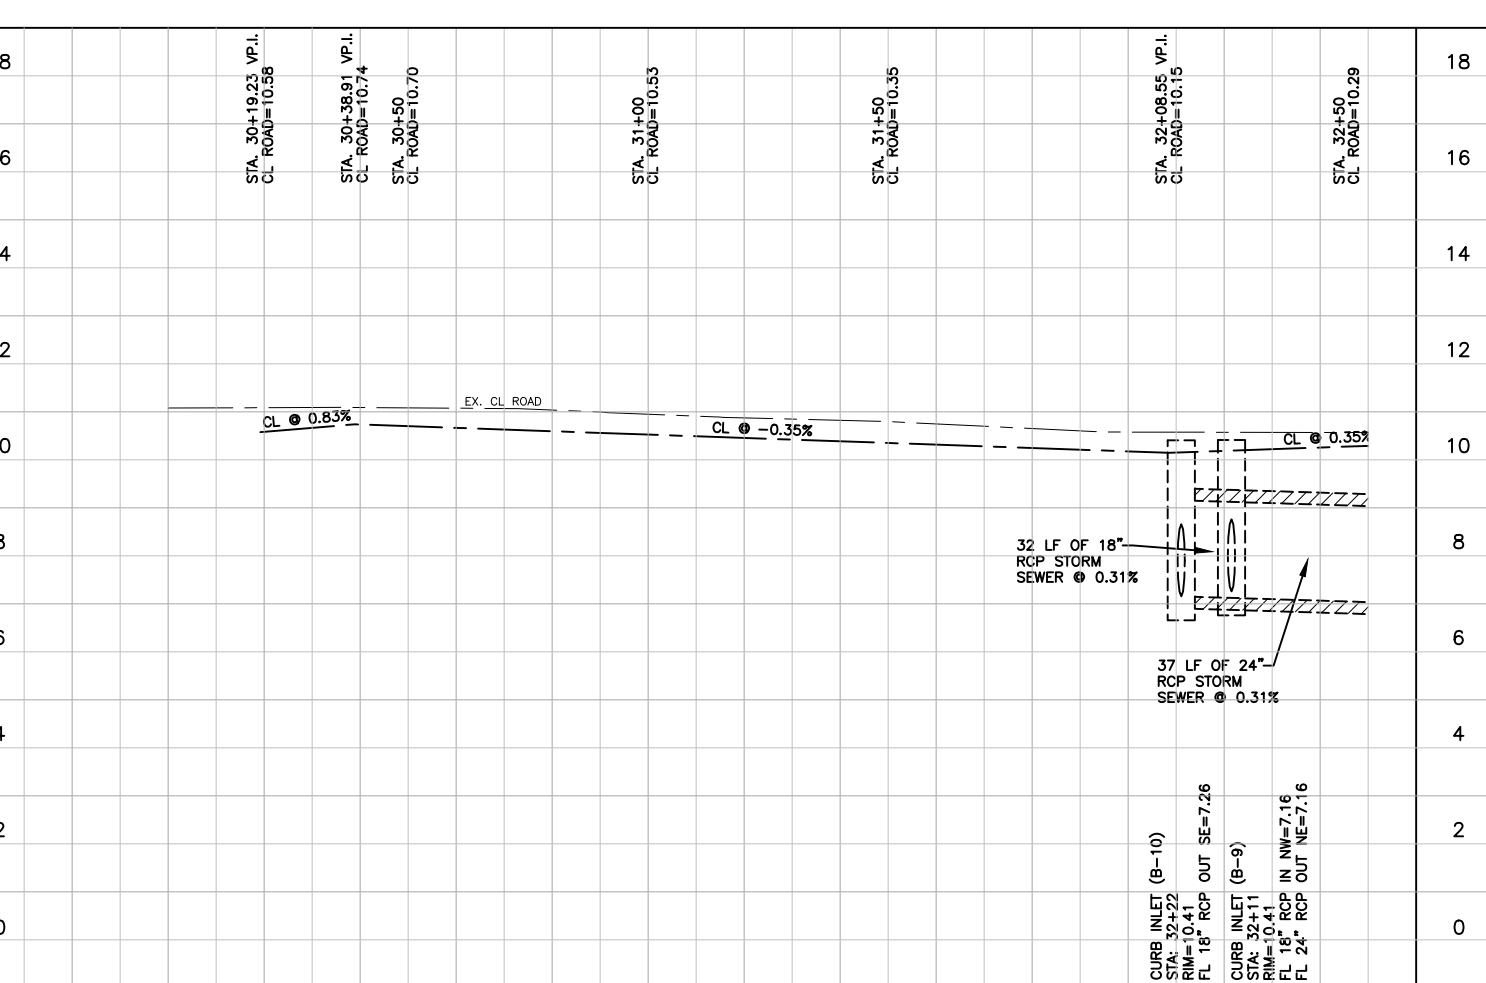 STA. 30+19.23 VP.I.
CL ROAD=10.58
STA. 30+38.91 VP.I.
CL ROAD=10.74
STA. 30+50
CL ROAD=10.70
STA. 31+00
CL ROAD=10.53
STA. 31+50
CL ROAD=10.35
STA. 32+08.55 VP.I.
CL ROAD=10.15
STA. 32+50
CL ROAD=10.29
8
18
6
16
4
14
2
12
EX. CL ROAD
CL @ 0.83%
CL @ -0.35%
CL @ 0.35%
0
10
8
8
32 LF OF 18"
RCP STORM
SEWER @ 0.31%
6
6
37 LF OF 24"
RCP STORM
SEWER @ 0.31%
4
4
2
2
0
0
CURB INLET (B-10)
STA: 32+22
RIM=10.41
FL 18" RCP OUT SE=7.26
CURB INLET (B-9)
STA: 32+11
RIM=10.41
FL 18" RCP IN NW=7.16
FL 24" RCP OUT NE=7.16